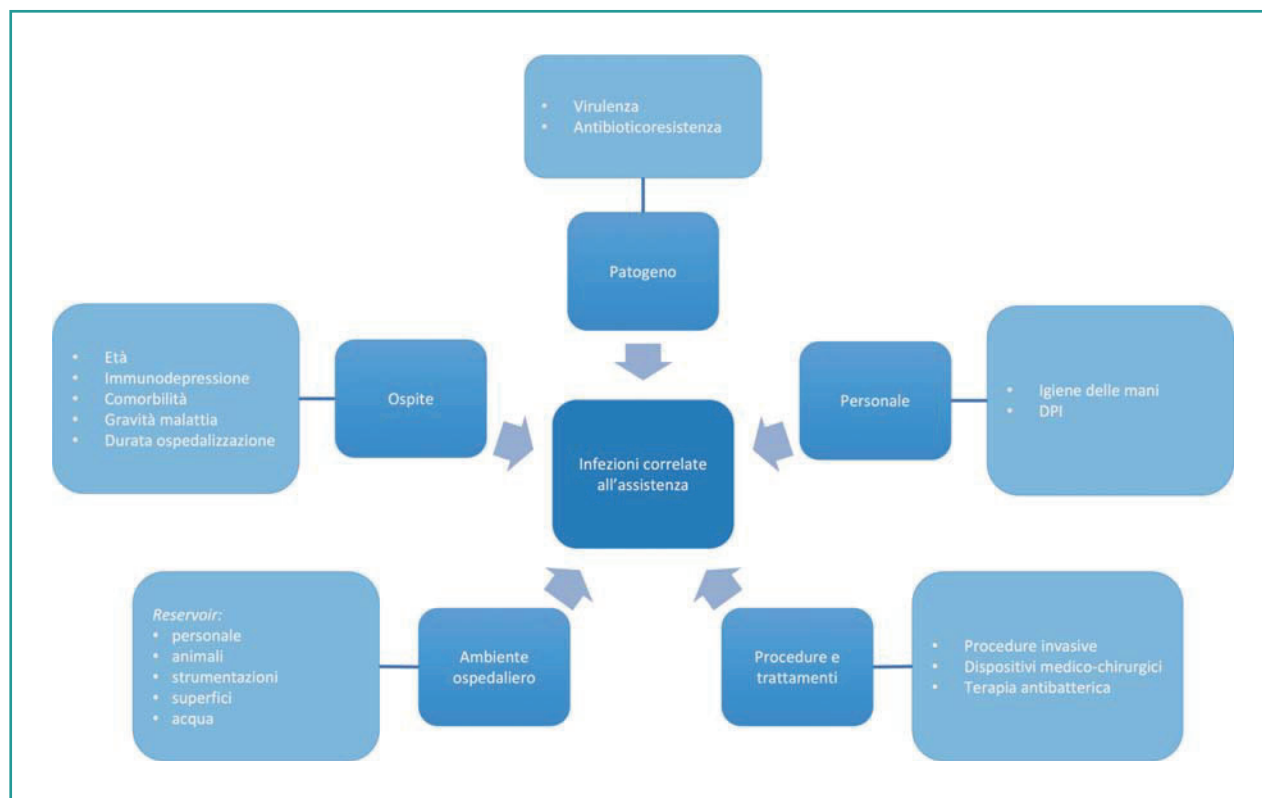 • Virulenza
• Antibioticoresistenza
Patogeno
• Età
• Immunodepressione
• Comorbilità
• Gravità malattia
• Durata ospedalizzazione
Ospite
Personale
• Igiene delle mani
• DPI
Infezioni correlate
all'assistenza
Reservoir:
• personale
• animali
• strumentazioni
• superfici
• acqua
Ambiente
ospedaliero
Procedure e
trattamenti
• Procedure invasive
• Dispositivi medico-chirurgici
• Terapia antibatterica